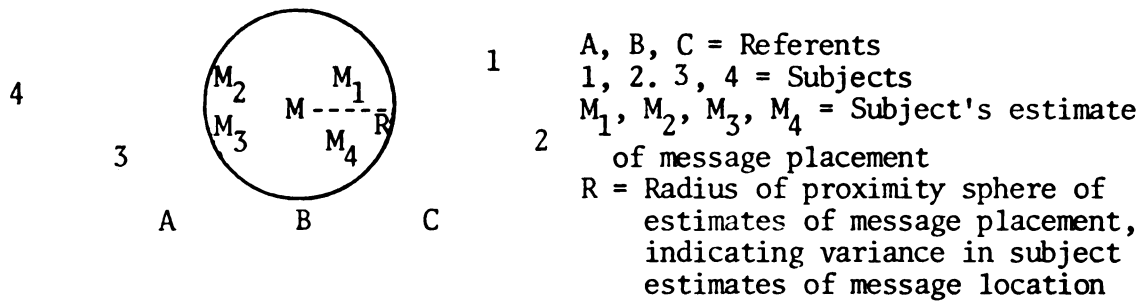 4
3
M₂
M₃
M₁
M
R
M₄
1
2
A B C
A, B, C = Referents
1, 2. 3, 4 = Subjects
M₁, M₂, M₃, M₄ = Subject's estimate
of message placement
R = Radius of proximity sphere of
estimates of message placement,
indicating variance in subject
estimates of message location